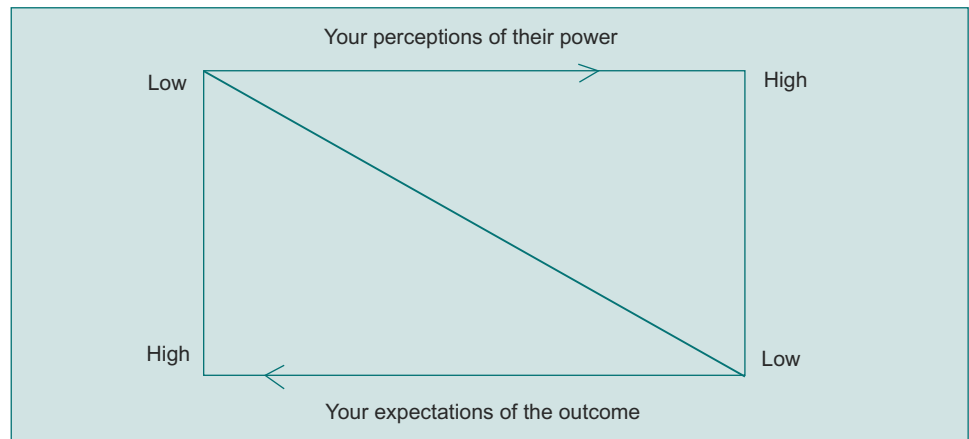 Your perceptions of their power
Low
High
High
Low
Your expectations of the outcome